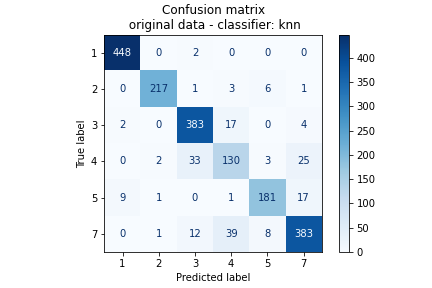 Confusion matrix
original data - classifier: knn
True label
1 448 0 2 0 0 0
2 0 217 1 3 6 1
3 2 0 383 17 0 4
4 0 2 33 130 3 25
5 9 1 0 1 181 17
7 0 1 12 39 8 383
1 2 3 4 5 7
Predicted label
400
350
300
250
200
150
100
50
0